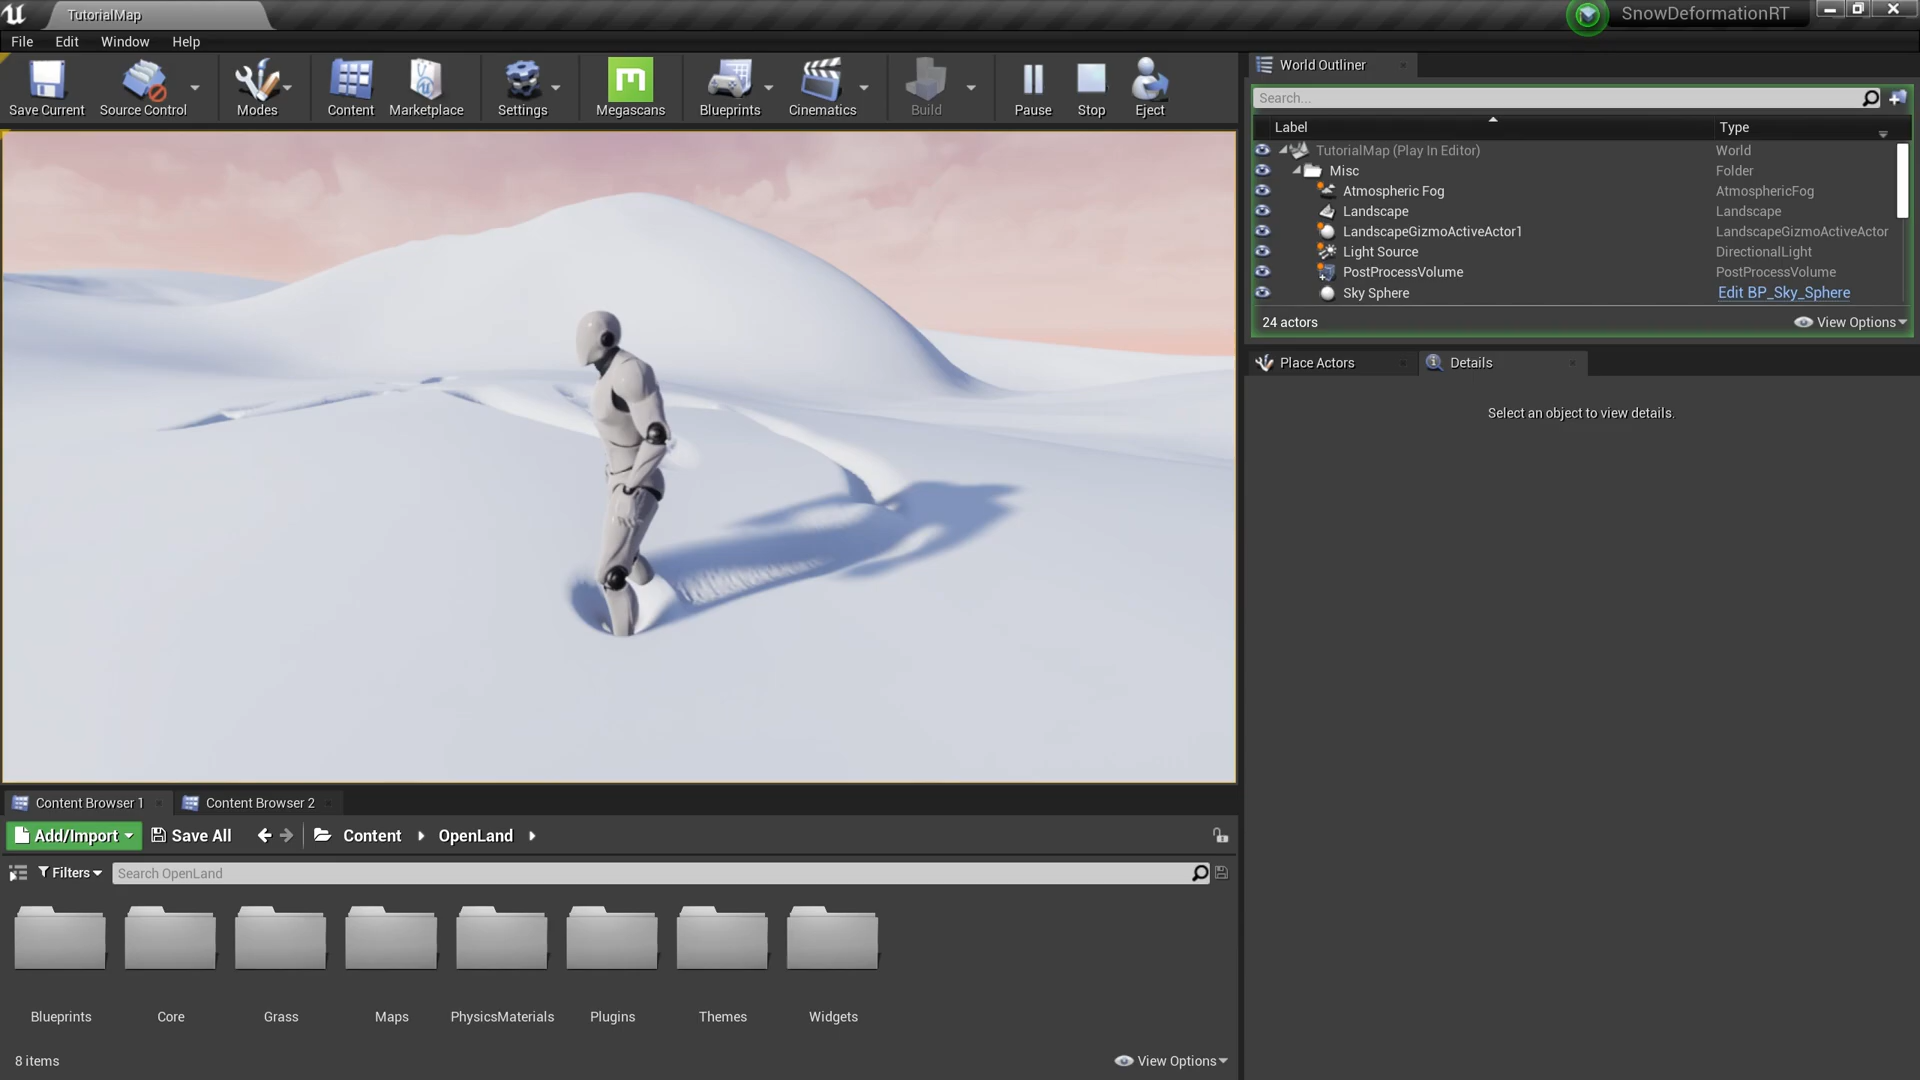 TutorialMap
SnowDeformationRT
File Edit Window Help
Save Current Source Control Modes Content Marketplace Settings Megascans Blueprints Cinematics Build Pause Stop Eject
World Outliner
Search...
Label Type
TutorialMap (Play In Editor) World
Misc Folder
Atmospheric Fog AtmosphericFog
Landscape Landscape
LandscapeGizmoActiveActor1 LandscapeGizmoActiveActor
Light Source DirectionalLight
PostProcessVolume PostProcessVolume
Sky Sphere Edit BP_Sky_Sphere
24 actors View Options
Place Actors Details
Select an object to view details.
Content Browser 1 Content Browser 2
Add/Import Save All Content OpenLand
Filters Search OpenLand
Blueprints Core Grass Maps PhysicsMaterials Plugins Themes Widgets
8 items View Options